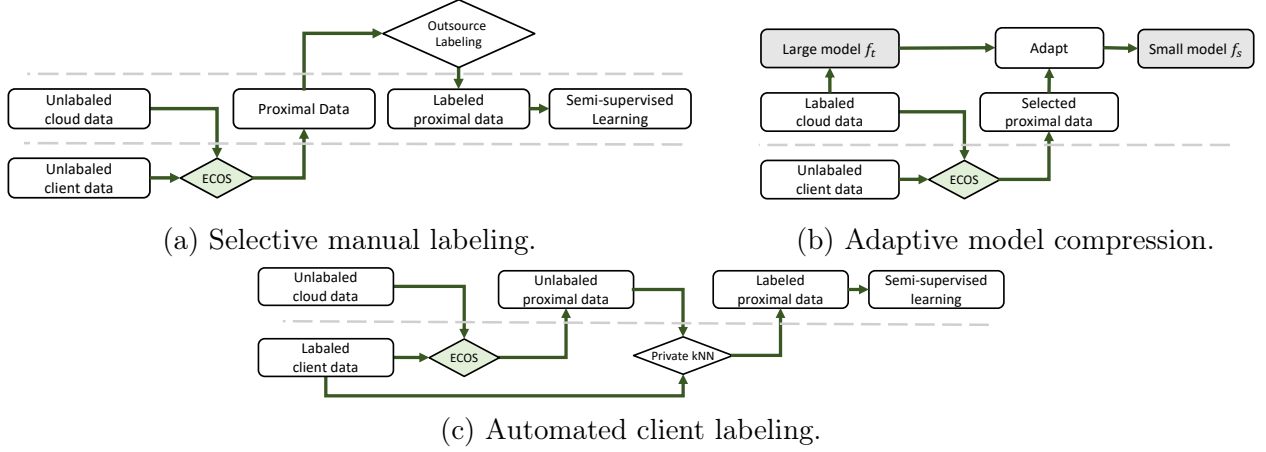 Outsource
Labeling
Unlabaled
cloud data
Proximal Data
Labeled
proximal data
Semi-supervised
Learning
Unlabaled
client data
ECOS
(a) Selective manual labeling.
Large model f_t
Adapt
Small model f_s
Labaled
cloud data
Selected
proximal data
Unlabaled
client data
ECOS
(b) Adaptive model compression.
Unlabaled
cloud data
Unlabaled
proximal data
Labeled
proximal data
Semi-supervised
learning
Labaled
client data
ECOS
Private kNN
(c) Automated client labeling.